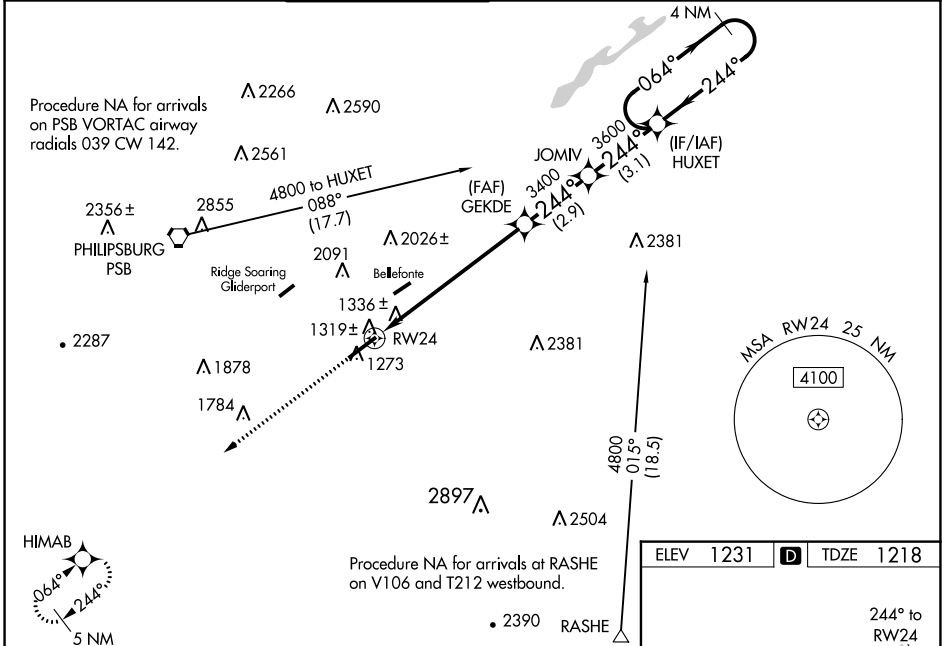 4 NM
064°
244°
Procedure NA for arrivals
on PSB VORTAC airway
radials 039 CW 142.
2266
2590
2561
3600
244°
(3.1)
(IF/IAF)
HUXET
JOMIV
3400
244°
(2.9)
(FAF)
GEKDE
4800 to HUXET
088°
(17.7)
2356 ±
2855
PHILIPSBURG
PSB
2026 ±
2381
2091
Ridge Soaring
Gliderport
Bellefonte
1336 ±
1319 ±
RW24
2287
1273
2381
1878
1784
MSA RW24 25 NM
4100
4800
015°
(18.5)
2897
2504
HIMAB
064°
244°
5 NM
Procedure NA for arrivals at RASHE
on V106 and T212 westbound.
2390
RASHE
ELEV 1231 D TDZE 1218
244° to
RW24